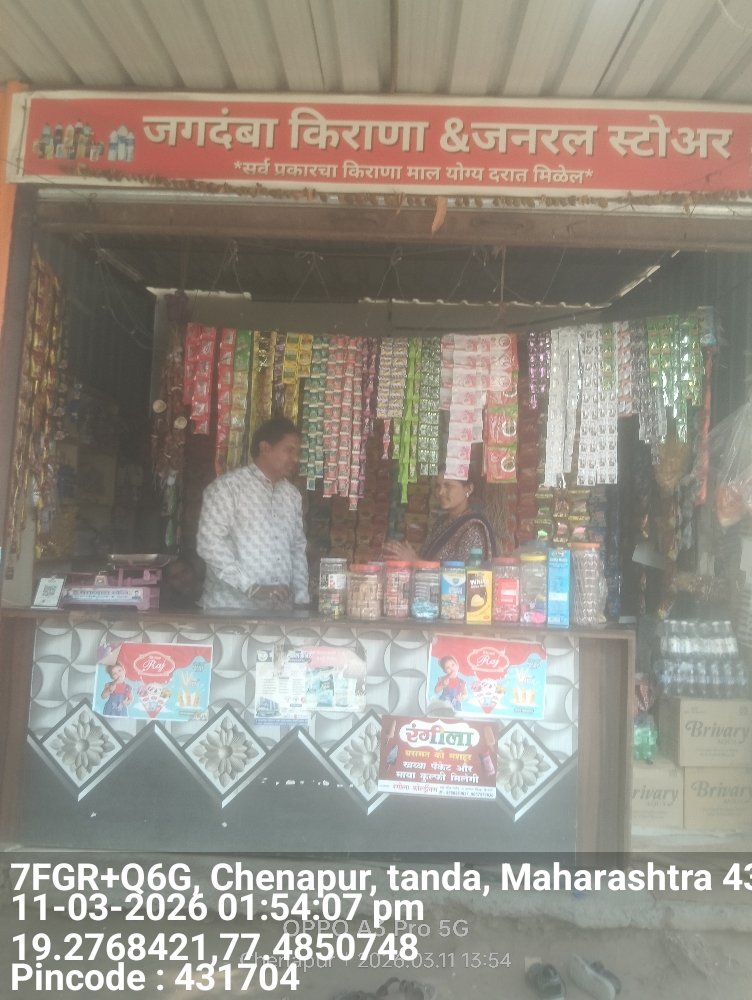 जगदंबा किराणा &जनरल स्टोअर
*सर्व प्रकारचा किराणा माल योग्य दरात मिळेल*
Raj
Raj
रंगीला
खव्वा पॅकेट और
मावा कुल्फी मिलेगी
Brivary
Brivary
7FGR+Q6G, Chenapur, tanda, Maharashtra 43
11-03-2026 01:54:07 pm
OPPO A5 Pro 5G
19.2768421,77.4850748
Chenapur | 2026.03.11 13:54
Pincode : 431704